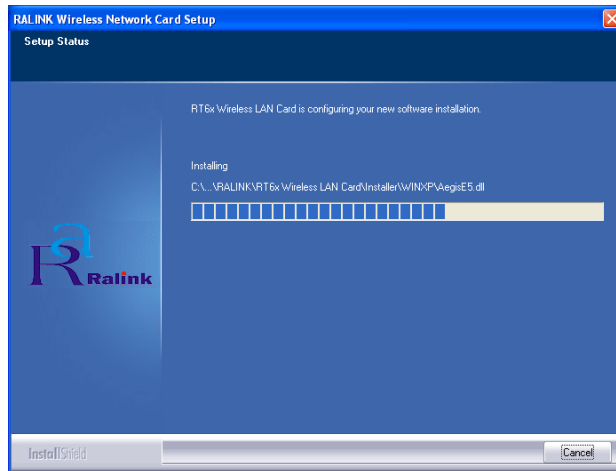 RALINK Wireless Network Card Setup
Setup Status
RT6x Wireless LAN Card is configuring your new software installation.
Installing
C:\...\RALINK\RT6x Wireless LAN Card\Installer\WINXP\AegisE5.dll
Ra
Ralink
InstallShield
Cancel